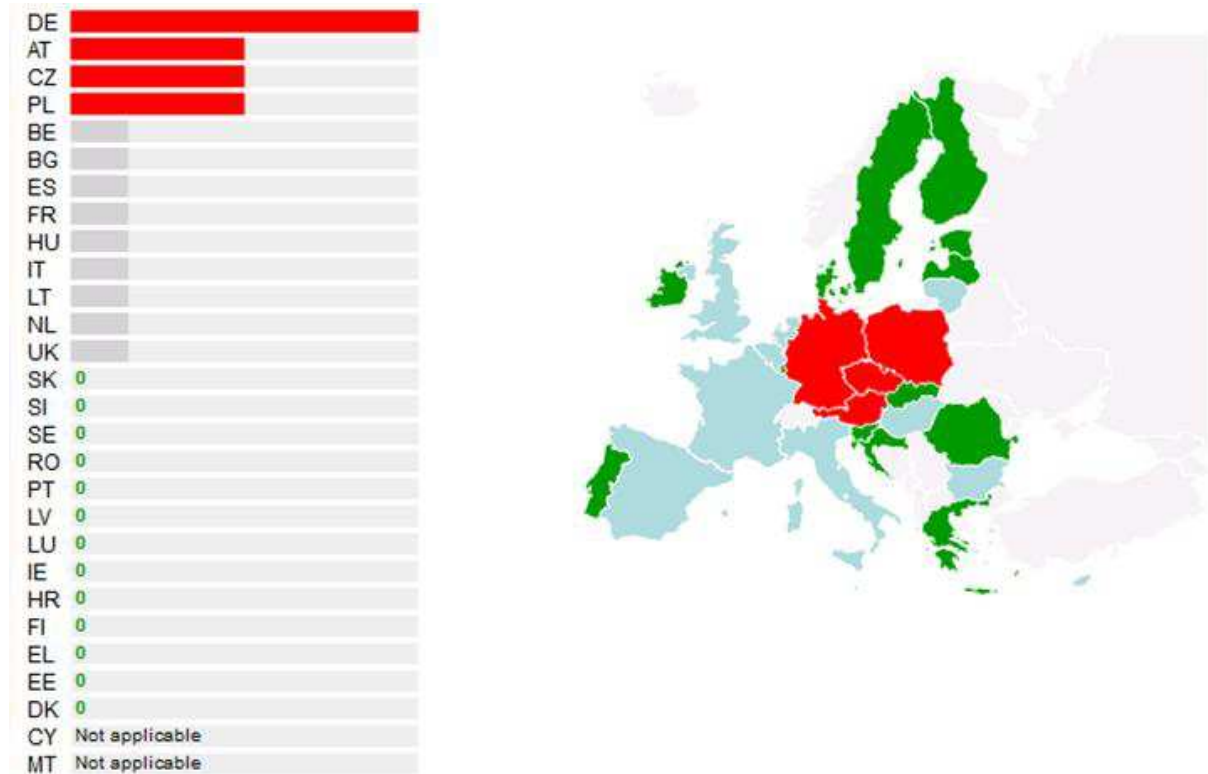 DE
AT
CZ
PL
BE
BG
ES
FR
HU
IT
LT
NL
UK
SK 0
SI 0
SE 0
RO 0
PT 0
LV 0
LU 0
IE 0
HR 0
FI 0
EL 0
EE 0
DK 0
CY Not applicable
MT Not applicable